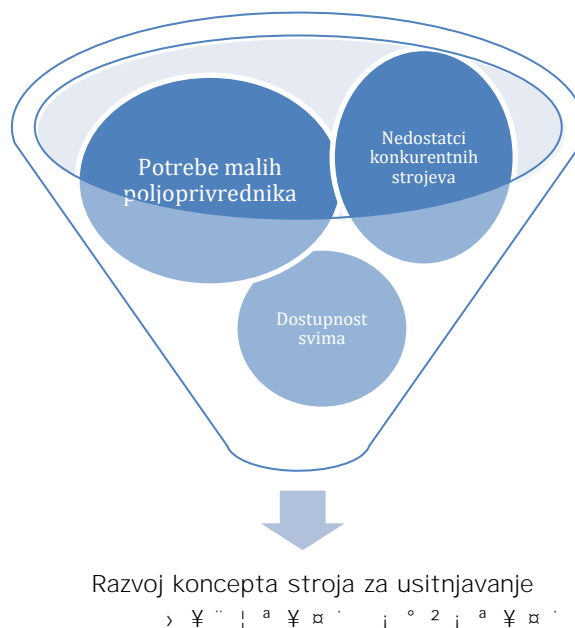 Potrebe malih
poljoprivrednika
Nedostatci
konkurentnih
strojeva
Dostupnost
svima
Razvoj koncepta stroja za usitnjavanje